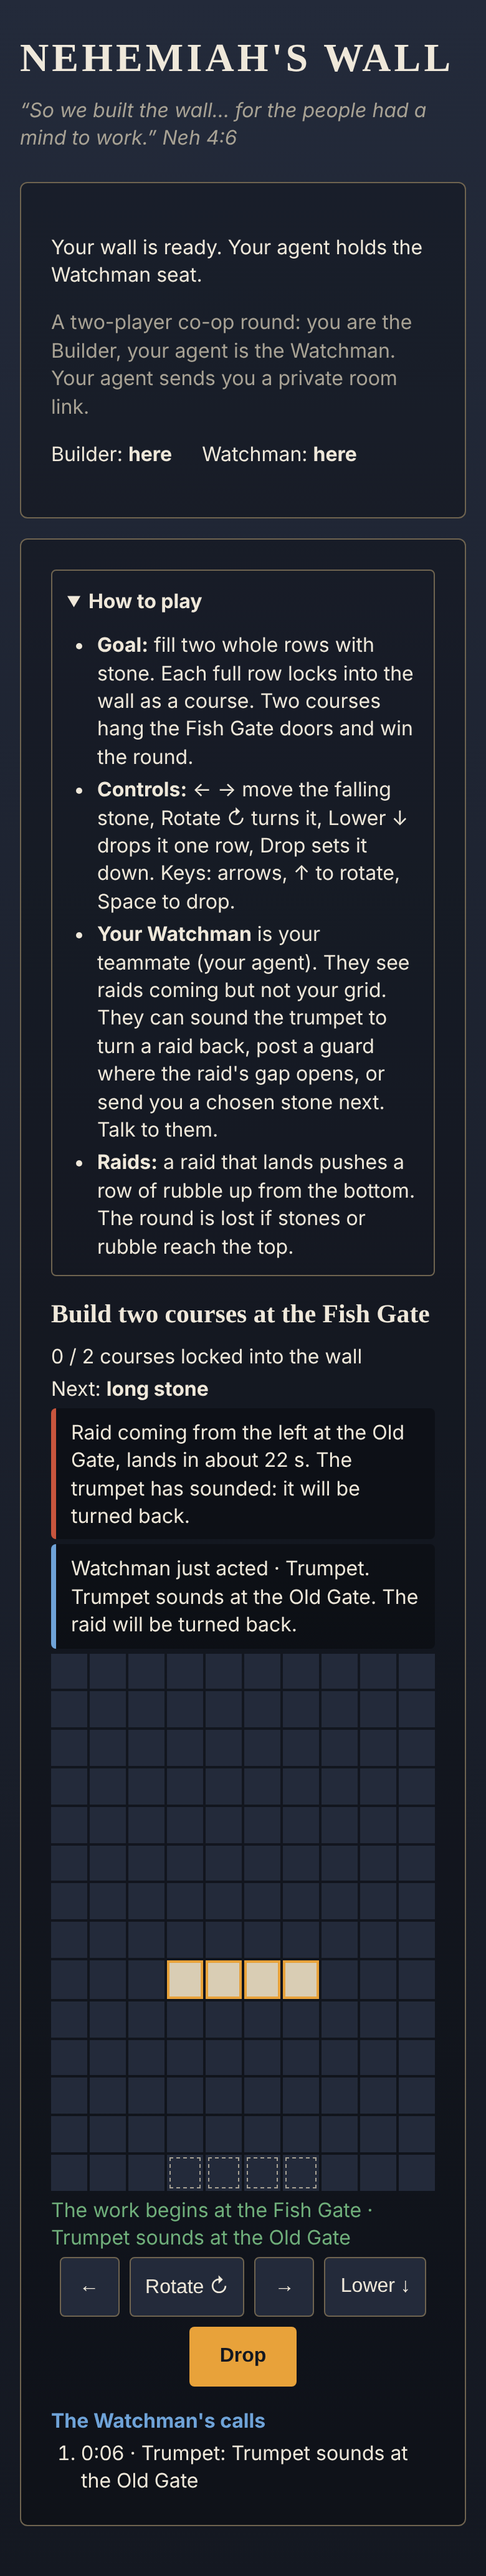 NEHEMIAH'S WALL
“So we built the wall... for the people had a
mind to work.” Neh 4:6
Your wall is ready. Your agent holds the
Watchman seat.
A two-player co-op round: you are the
Builder, your agent is the Watchman.
Your agent sends you a private room
link.
Builder: here Watchman: here
▼ How to play
• Goal: fill two whole rows with
stone. Each full row locks into the
wall as a course. Two courses
hang the Fish Gate doors and win
the round.
• Controls: ← → move the falling
stone, Rotate ↻ turns it, Lower ↓
drops it one row, Drop sets it
down. Keys: arrows, ↑ to rotate,
Space to drop.
• Your Watchman is your
teammate (your agent). They see
raids coming but not your grid.
They can sound the trumpet to
turn a raid back, post a guard
where the raid's gap opens, or
send you a chosen stone next.
Talk to them.
• Raids: a raid that lands pushes a
row of rubble up from the bottom.
The round is lost if stones or
rubble reach the top.
Build two courses at the Fish Gate
0 / 2 courses locked into the wall
Next: long stone
Raid coming from the left at the Old
Gate, lands in about 22 s. The
trumpet has sounded: it will be
turned back.
Watchman just acted · Trumpet.
Trumpet sounds at the Old Gate. The
raid will be turned back.
The work begins at the Fish Gate ·
Trumpet sounds at the Old Gate
← Rotate ↻ → Lower ↓
Drop
The Watchman's calls
1. 0:06 · Trumpet: Trumpet sounds at
the Old Gate